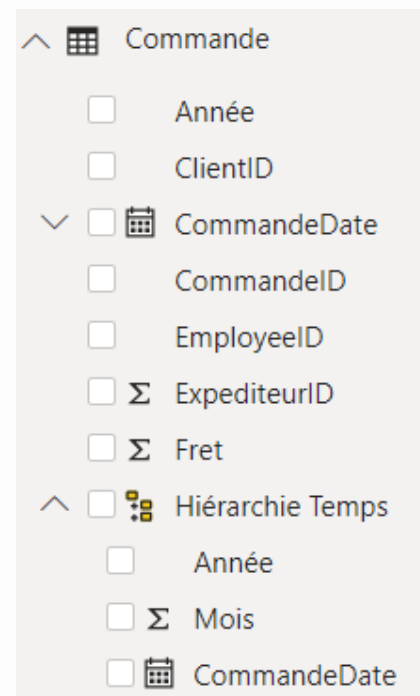 Commande
Année
ClientID
CommandeDate
CommandeID
EmployeeID
Σ ExpediteurID
Σ Fret
Hiérarchie Temps
Année
Σ Mois
CommandeDate